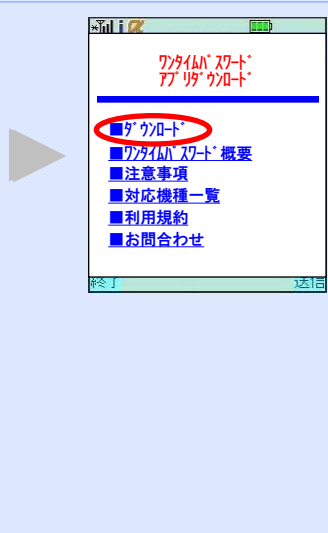 ﾜﾝﾀｲﾑﾊﾟｽﾜｰﾄﾞ
ｱﾌﾟﾘﾀﾞｳﾝﾛｰﾄﾞ
■ﾀﾞｳﾝﾛｰﾄﾞ
■ﾜﾝﾀｲﾑﾊﾟｽﾜｰﾄﾞ概要
■注意事項
■対応機種一覧
■利用規約
■お問合わせ
終了 送信